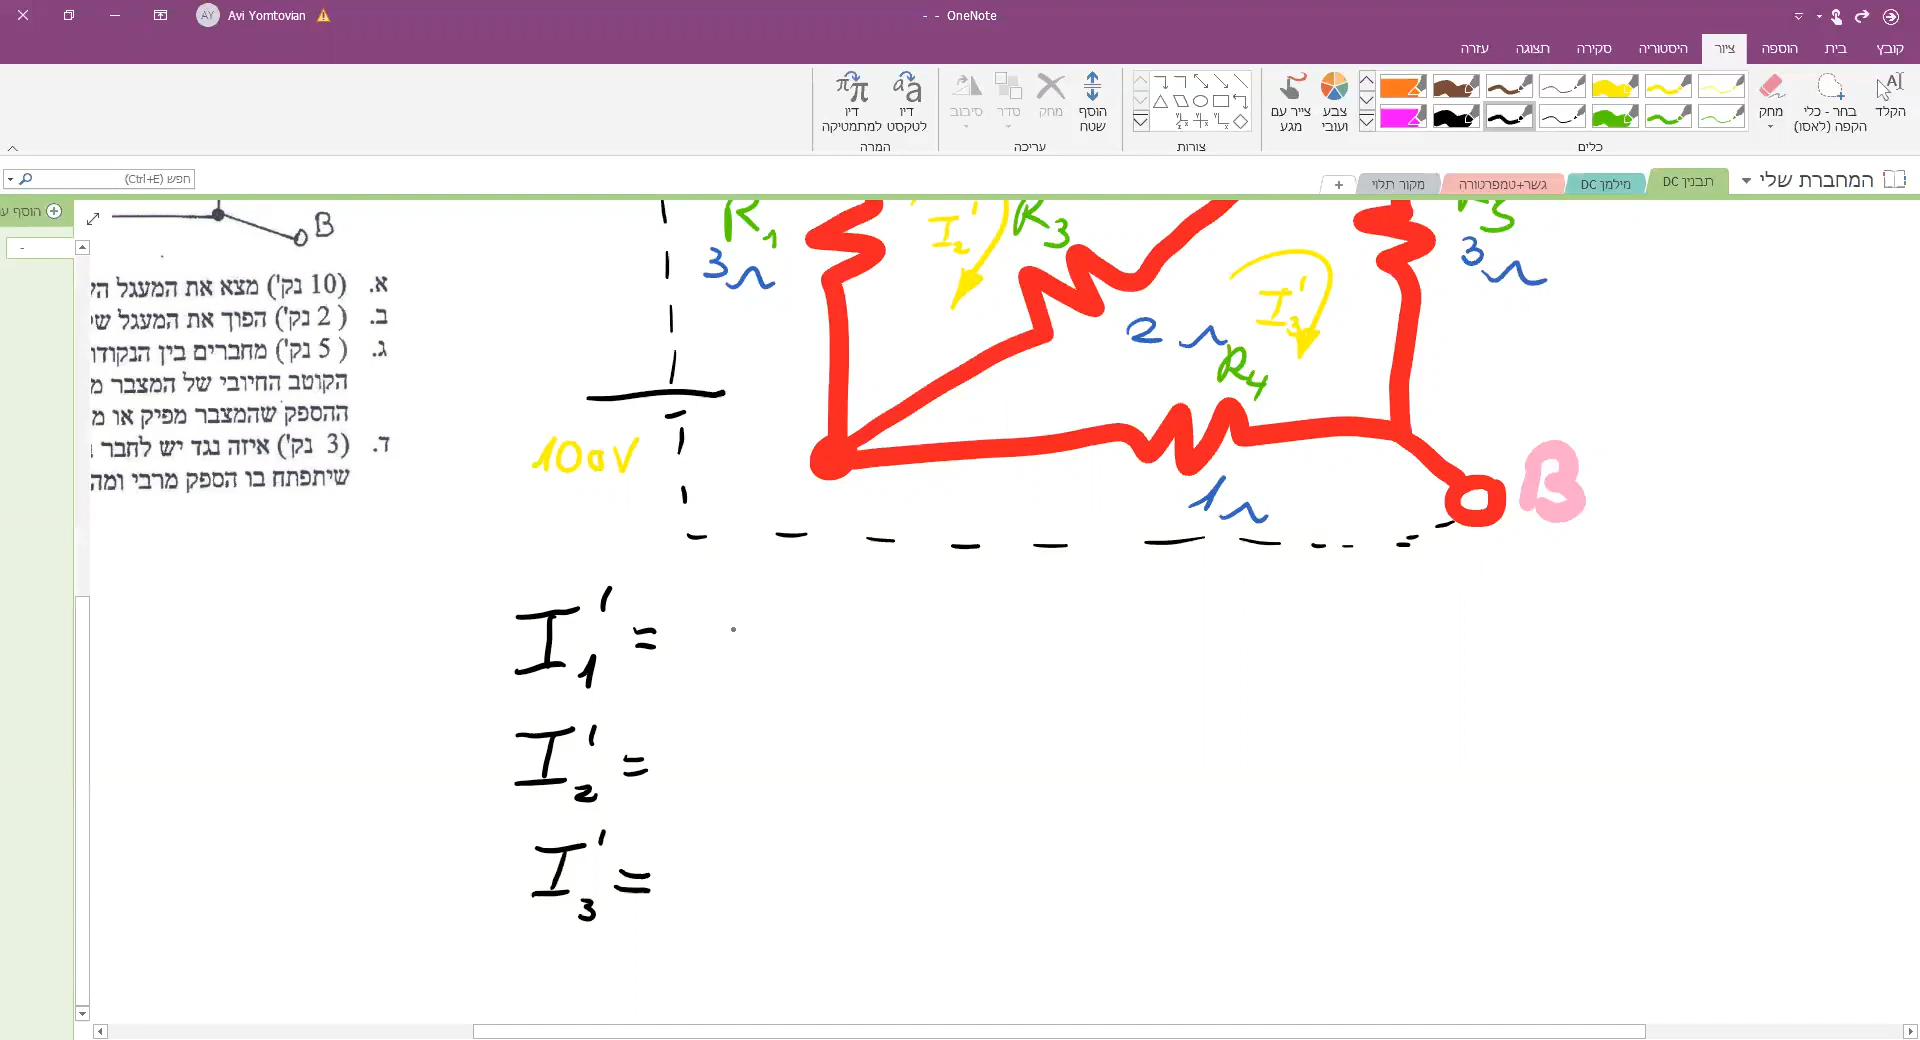 AY Avi Yomtovian
- - OneNote
קובץ בית הוספה ציור היסטוריה סקירה תצוגה עזרה
הקלד
בחר - כלי הקפה (לאסו)
מחק
כלים
צבע ועובי
צייר עם מגע
צורות
הוסף שטח
מחק
סדר
סיבוב
עריכה
דיו לטקסט
דיו למתמטיקה
המרה
המחברת שלי
תבנין DC
מילמן DC
גשר+טמפרטורה
מקור תלוי
+
חפש (Ctrl+E)
הוסף
B
א. (10 נק') מצא את המעגל
ב. (2 נק') הפוך את המעגל
ג. (5 נק') מחברים בין הנקודו
הקוטב החיובי של המצבר
ההספק שהמצבר מפיק או
ד. (3 נק') איזה נגד יש לחבר
שיתפתח בו הספק מרבי ומה
R1
3Ω
I2'
R3
2Ω
I3'
R5
3Ω
R4
1Ω
100V
B
I1' =
I2' =
I3' =